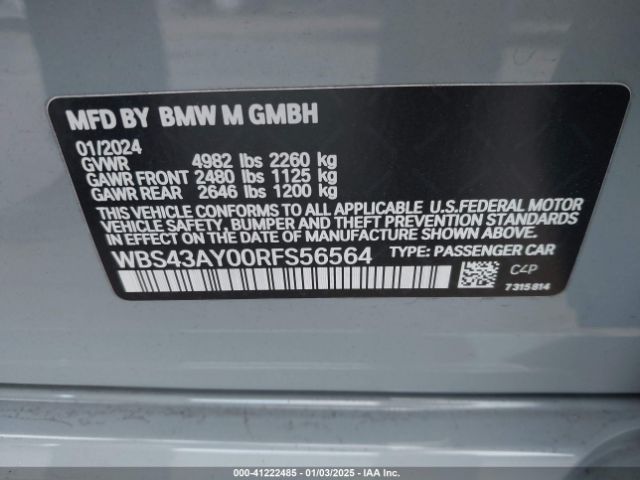 MFD BY BMW M GMBH
01/2024
GVWR 4982 lbs 2260 kg
GAWR FRONT 2480 lbs 1125 kg
GAWR REAR 2646 lbs 1200 kg
THIS VEHICLE CONFORMS TO ALL APPLICABLE U.S.FEDERAL MOTOR
VEHICLE SAFETY, BUMPER AND THEFT PREVENTION STANDARDS
IN EFFECT ON THE DATE OF MANUFACTURE SHOWN ABOVE.
WBS43AY00RFS56564 TYPE: PASSENGER CAR
C4P
7315814
000-41222485 - 01/03/2025 - IAAI.CA